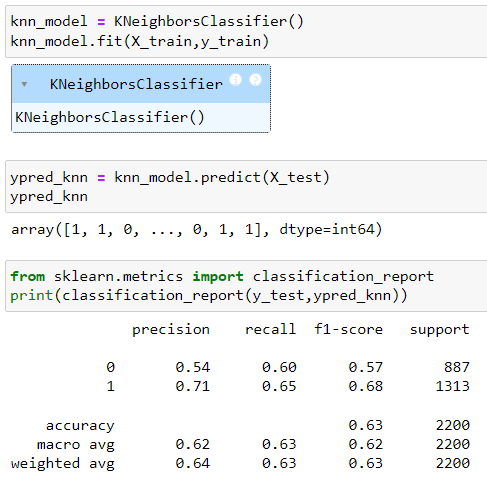 knn_model = KNeighborsClassifier()
knn_model.fit(X_train,y_train)
KNeighborsClassifier i ?
KNeighborsClassifier()
ypred_knn = knn_model.predict(X_test)
ypred_knn
array([1, 1, 0, ..., 0, 1, 1], dtype=int64)
from sklearn.metrics import classification_report
print(classification_report(y_test,ypred_knn))
precision recall f1-score support
0 0.54 0.60 0.57 887
1 0.71 0.65 0.68 1313
accuracy 0.63 2200
macro avg 0.62 0.63 0.62 2200
weighted avg 0.64 0.63 0.63 2200